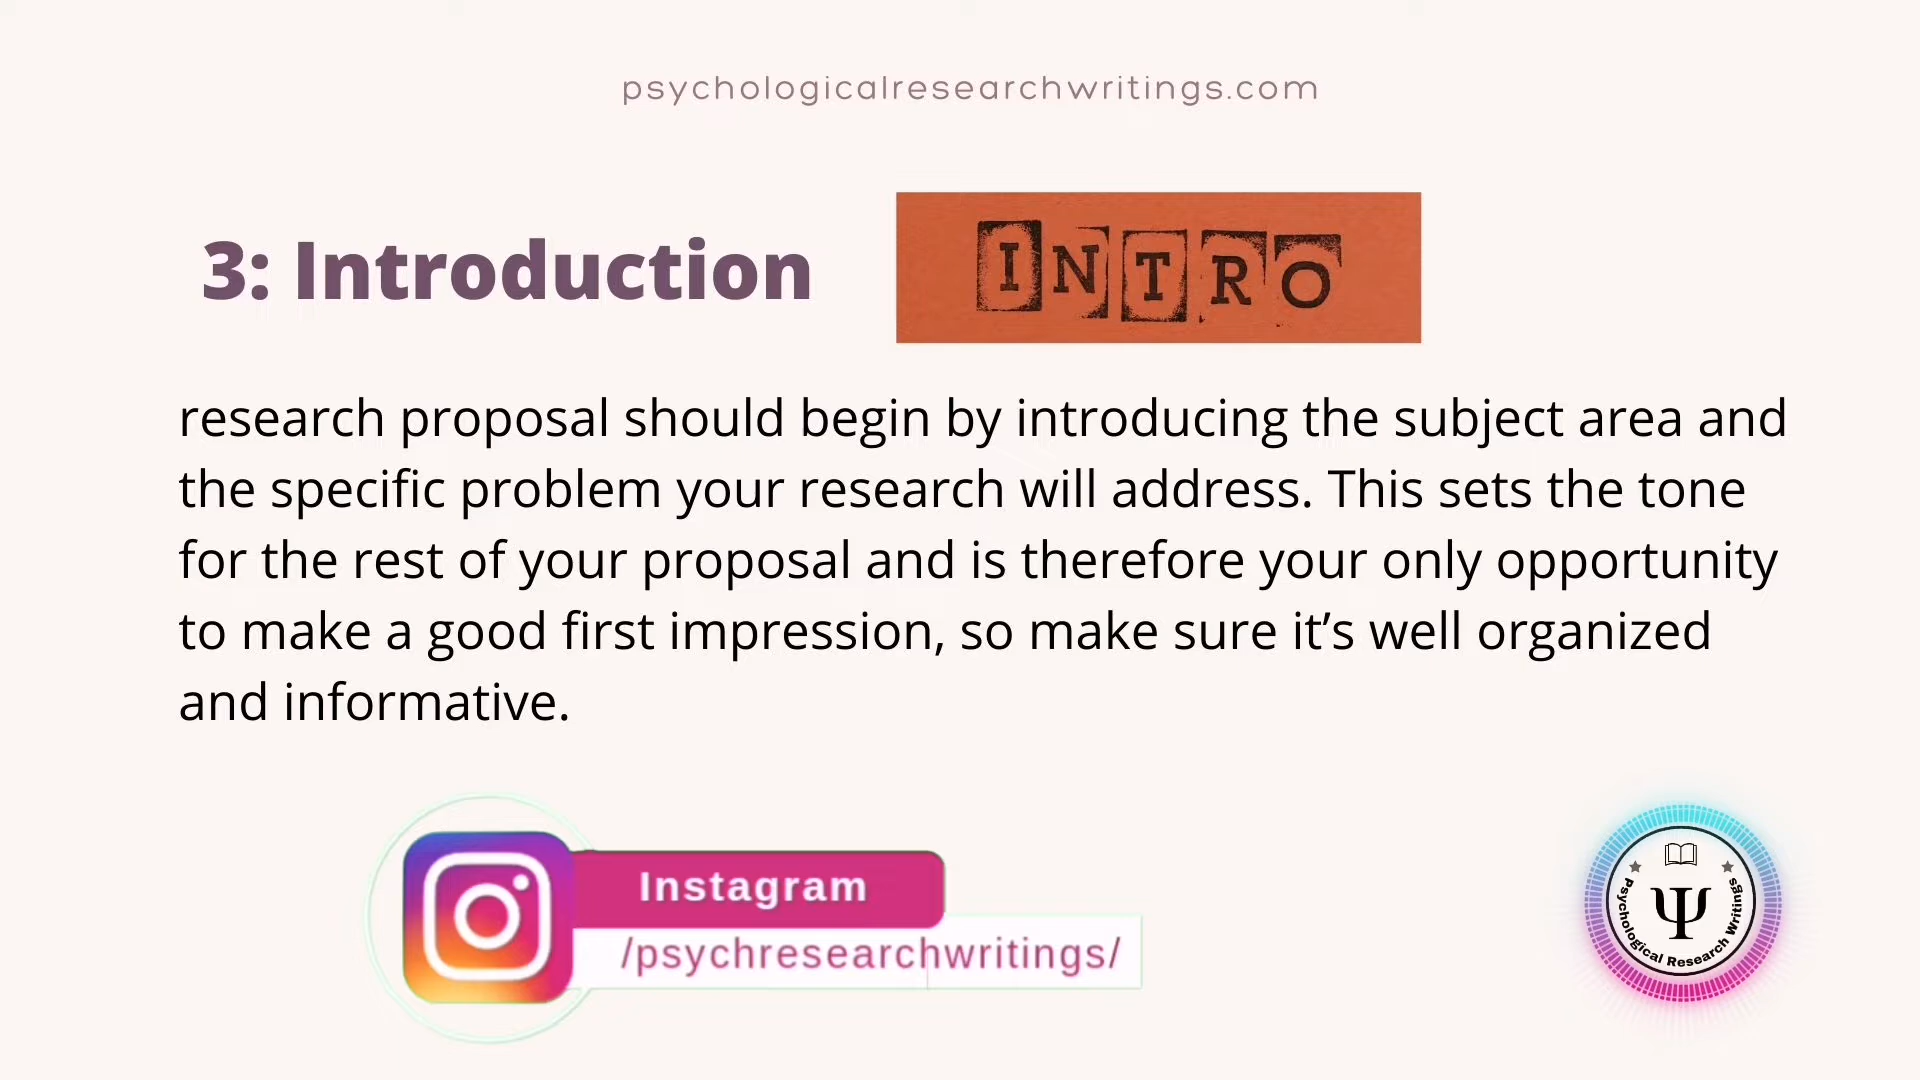 psychologicalresearchwritings.com
3: Introduction
INTRO
research proposal should begin by introducing the subject area and
the specific problem your research will address. This sets the tone
for the rest of your proposal and is therefore your only opportunity
to make a good first impression, so make sure it’s well organized
and informative.
Instagram
/psychresearchwritings/
Ψ
Psychological Research Writings